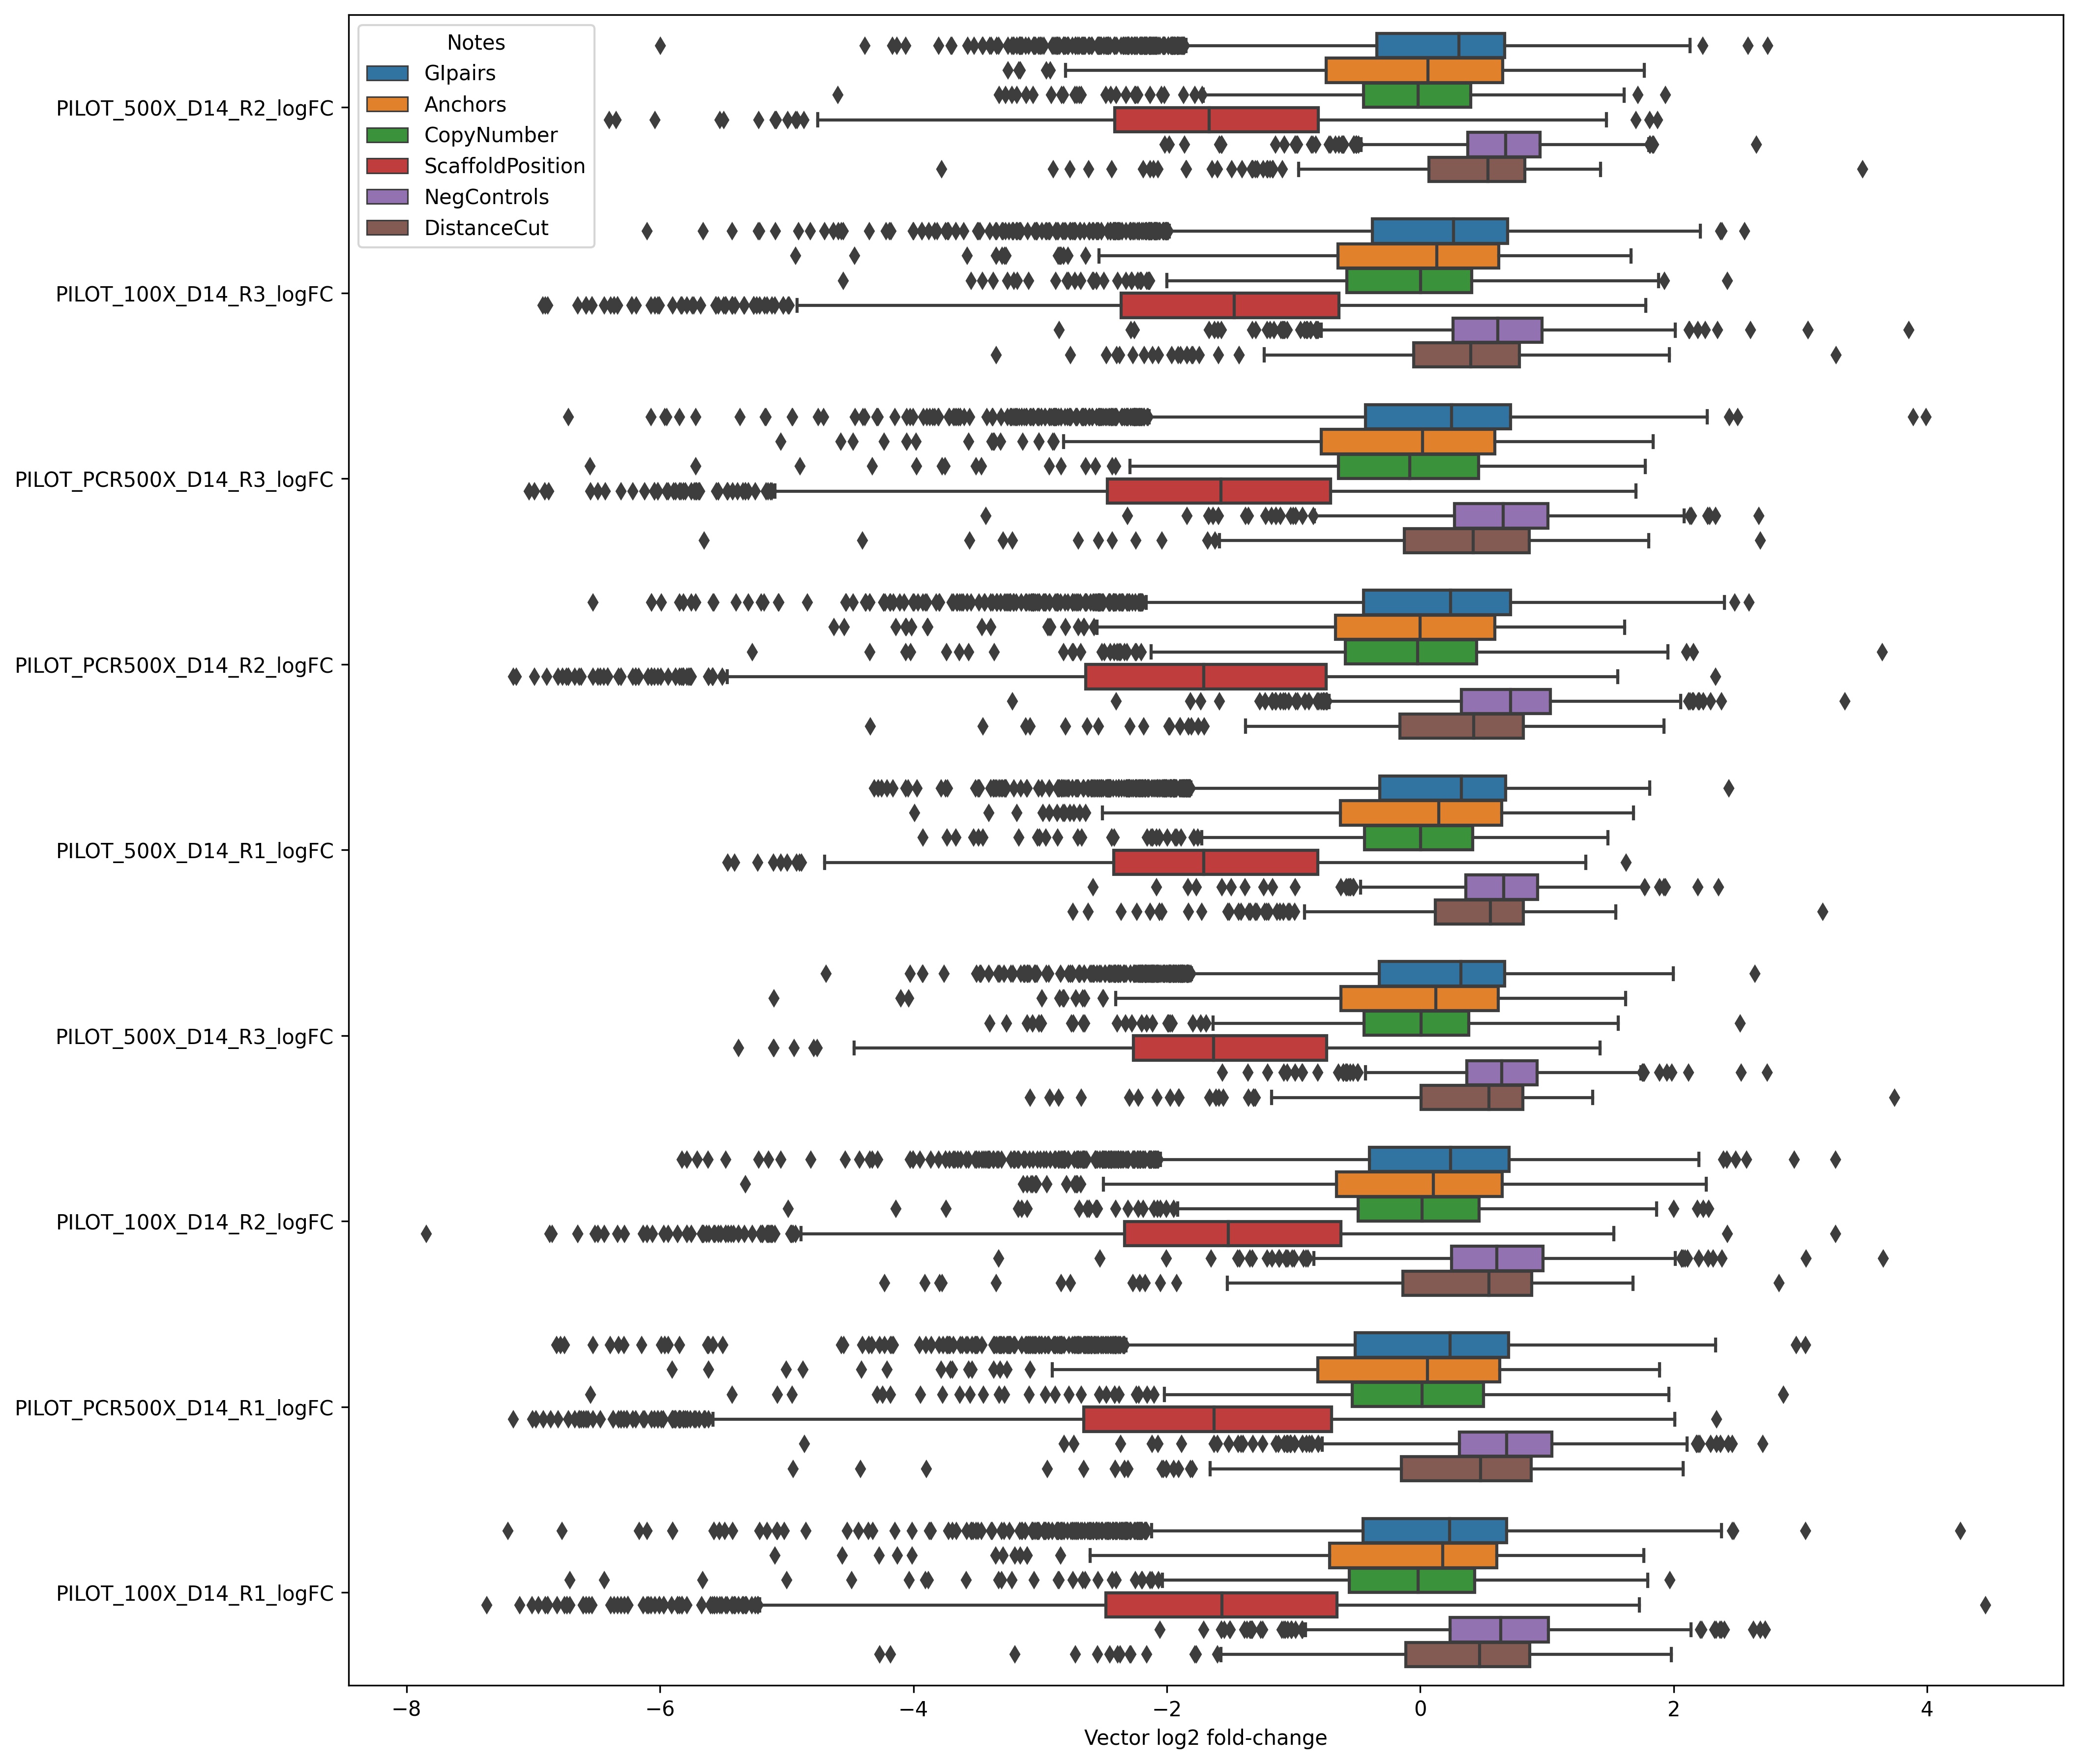 Notes
GIpairs
Anchors
CopyNumber
ScaffoldPosition
NegControls
DistanceCut
PILOT_500X_D14_R2_logFC
PILOT_100X_D14_R3_logFC
PILOT_PCR500X_D14_R3_logFC
PILOT_PCR500X_D14_R2_logFC
PILOT_500X_D14_R1_logFC
PILOT_500X_D14_R3_logFC
PILOT_100X_D14_R2_logFC
PILOT_PCR500X_D14_R1_logFC
PILOT_100X_D14_R1_logFC
−8 −6 −4 −2 0 2 4
Vector log2 fold-change